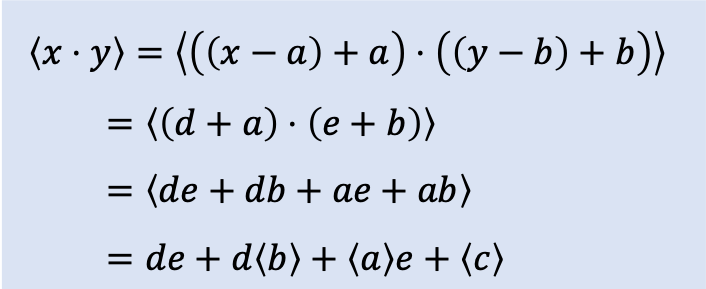 ⟨x · y⟩ = ⟨((x − a) + a) · ((y − b) + b)⟩
= ⟨(d + a) · (e + b)⟩
= ⟨de + db + ae + ab⟩
= de + d⟨b⟩ + ⟨a⟩e + ⟨c⟩